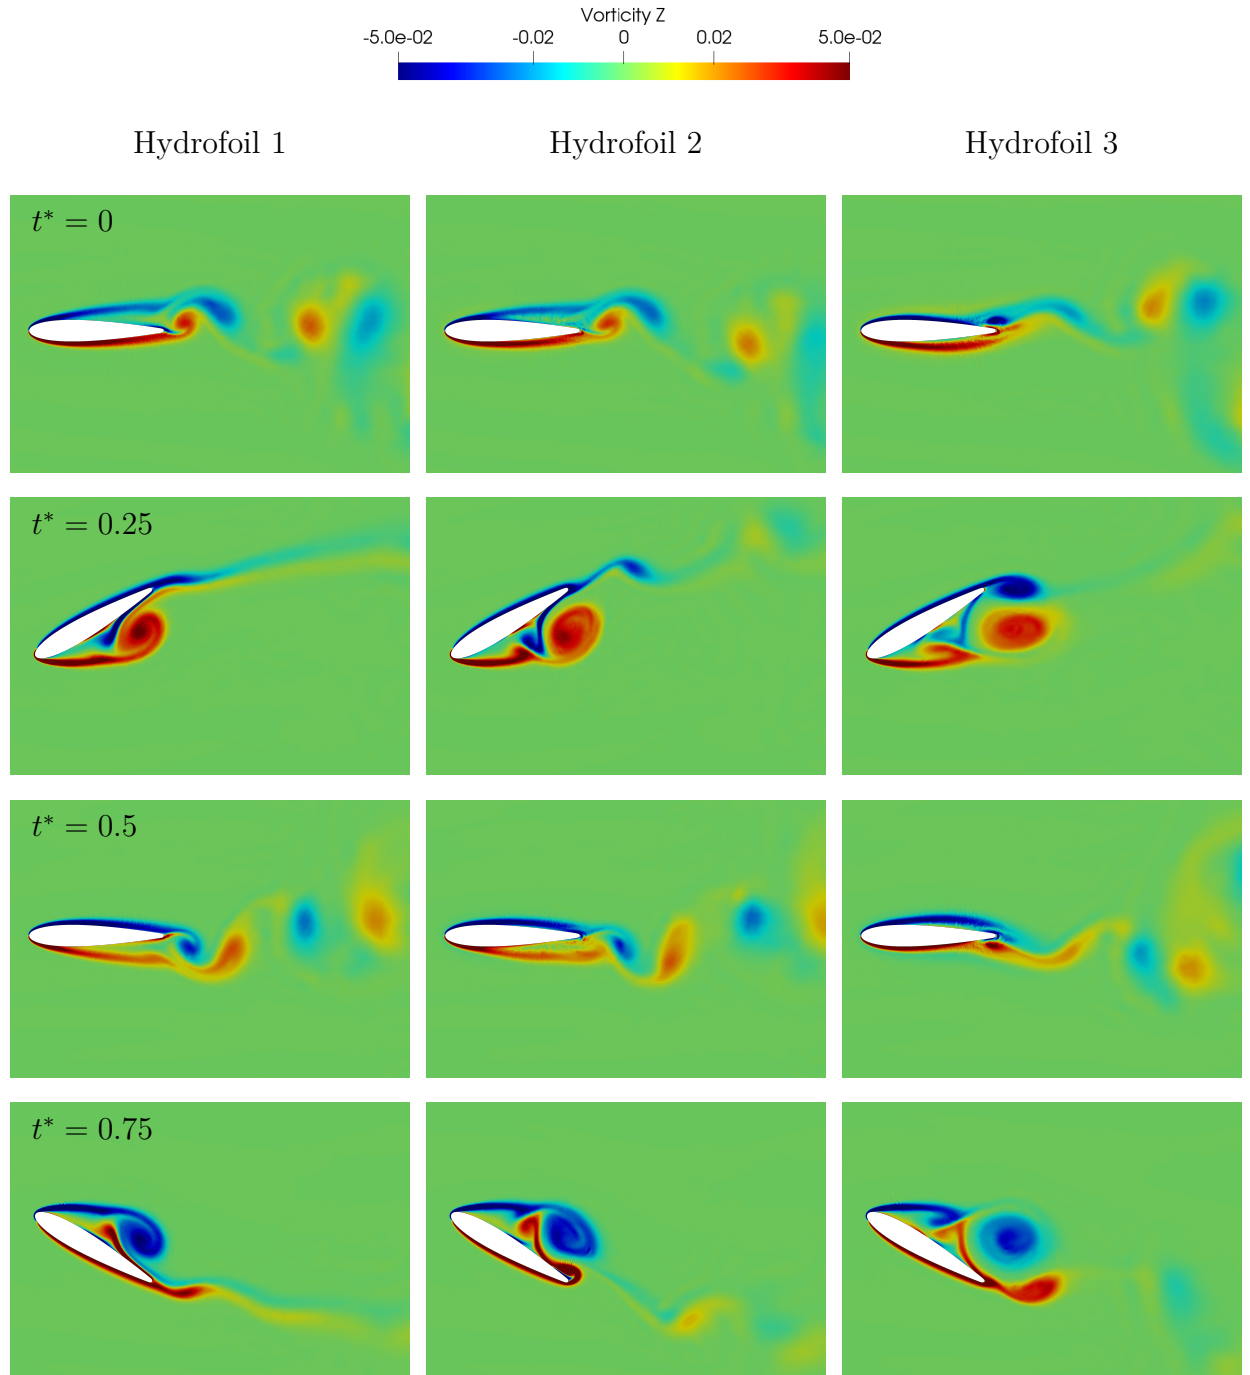 Vorticity Z
-5.0e-02 -0.02 0 0.02 5.0e-02
Hydrofoil 1 Hydrofoil 2 Hydrofoil 3
t* = 0
t* = 0.25
t* = 0.5
t* = 0.75